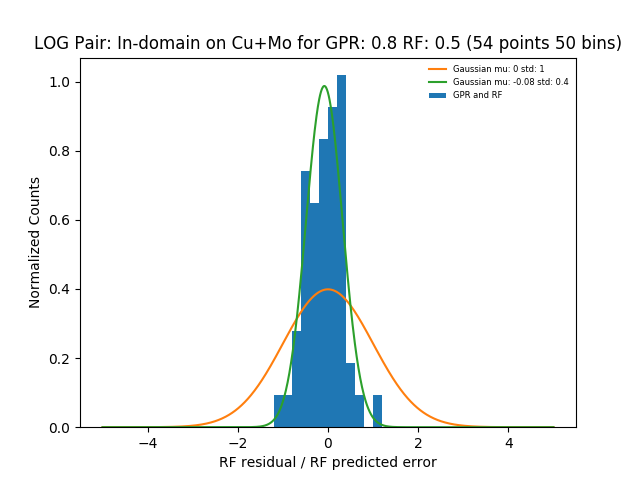 LOG Pair: In-domain on Cu+Mo for GPR: 0.8 RF: 0.5 (54 points 50 bins)
Gaussian mu: 0 std: 1
Gaussian mu: -0.08 std: 0.4
GPR and RF
1.0
0.8
0.6
0.4
0.2
0.0
Normalized Counts
−4
−2
0
2
4
RF residual / RF predicted error